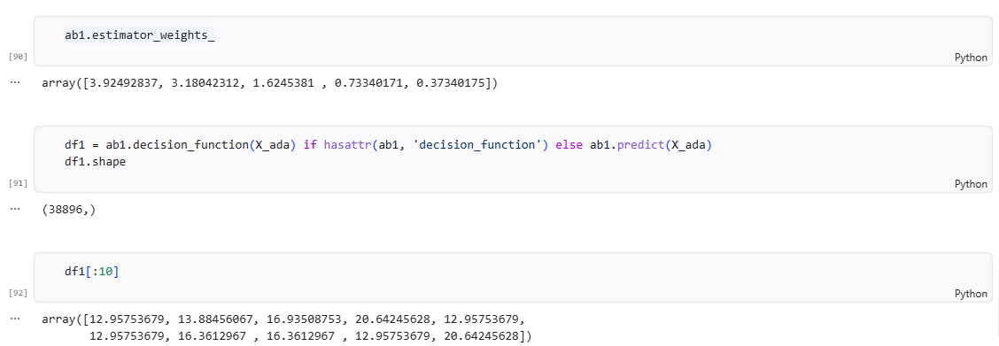 ab1.estimator_weights_
[90]
Python
... array([3.92492837, 3.18042312, 1.6245381 , 0.73340171, 0.37340175])
df1 = ab1.decision_function(X_ada) if hasattr(ab1, 'decision_function') else ab1.predict(X_ada)
df1.shape
[91]
Python
... (38896,)
df1[:10]
[92]
Python
... array([12.95753679, 13.88456067, 16.93508753, 20.64245628, 12.95753679,
12.95753679, 16.3612967 , 16.3612967 , 12.95753679, 20.64245628])